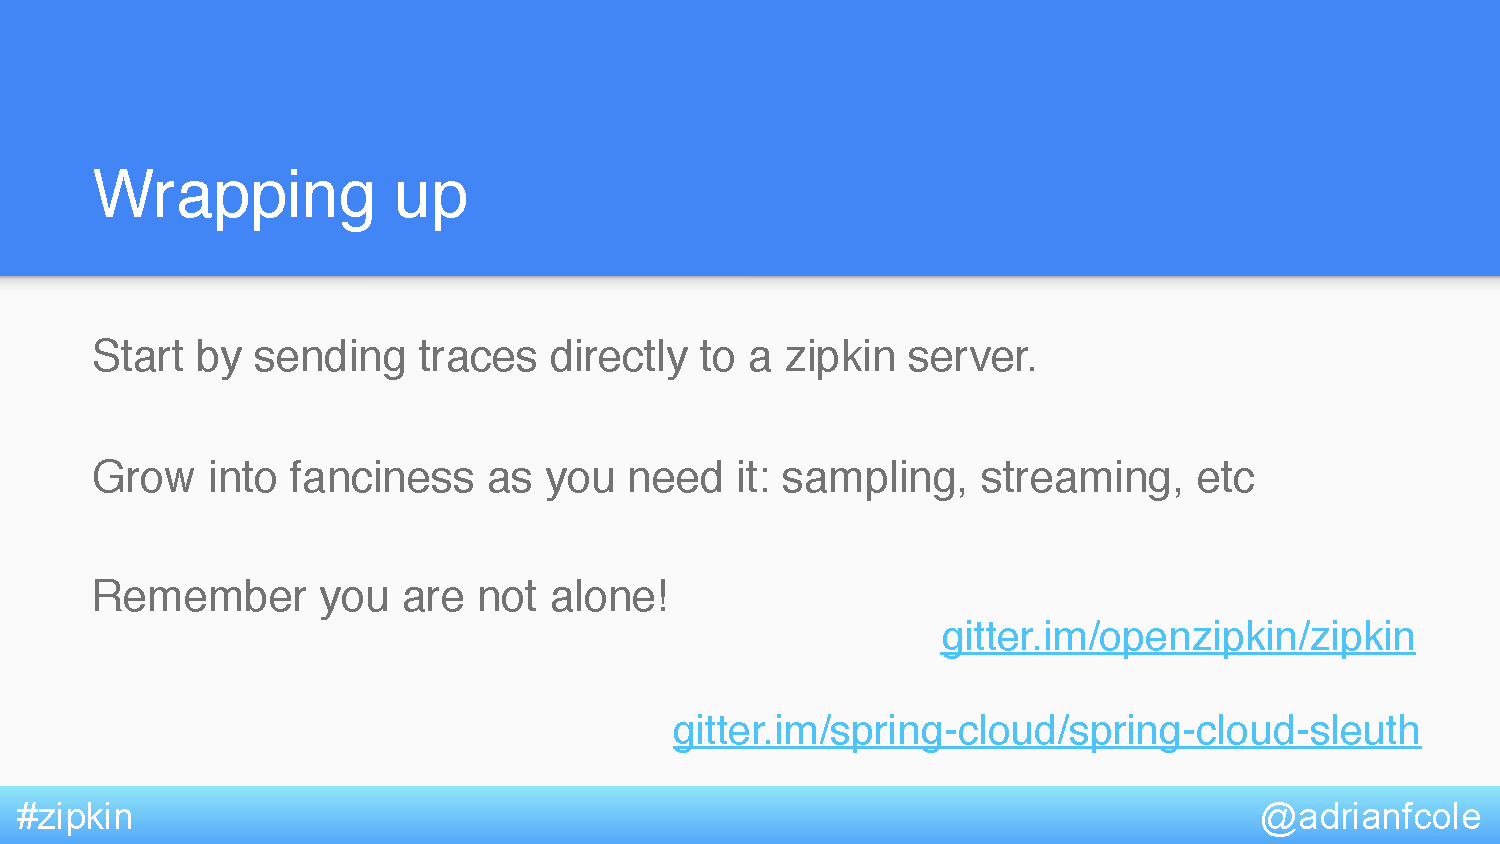 Wrapping up
Start by sending traces directly to a zipkin server.
Grow into fanciness as you need it: sampling, streaming, etc
Remember you are not alone!
gitter.im/openzipkin/zipkin
gitter.im/spring-cloud/spring-cloud-sleuth
#zipkin
@adrianfcole